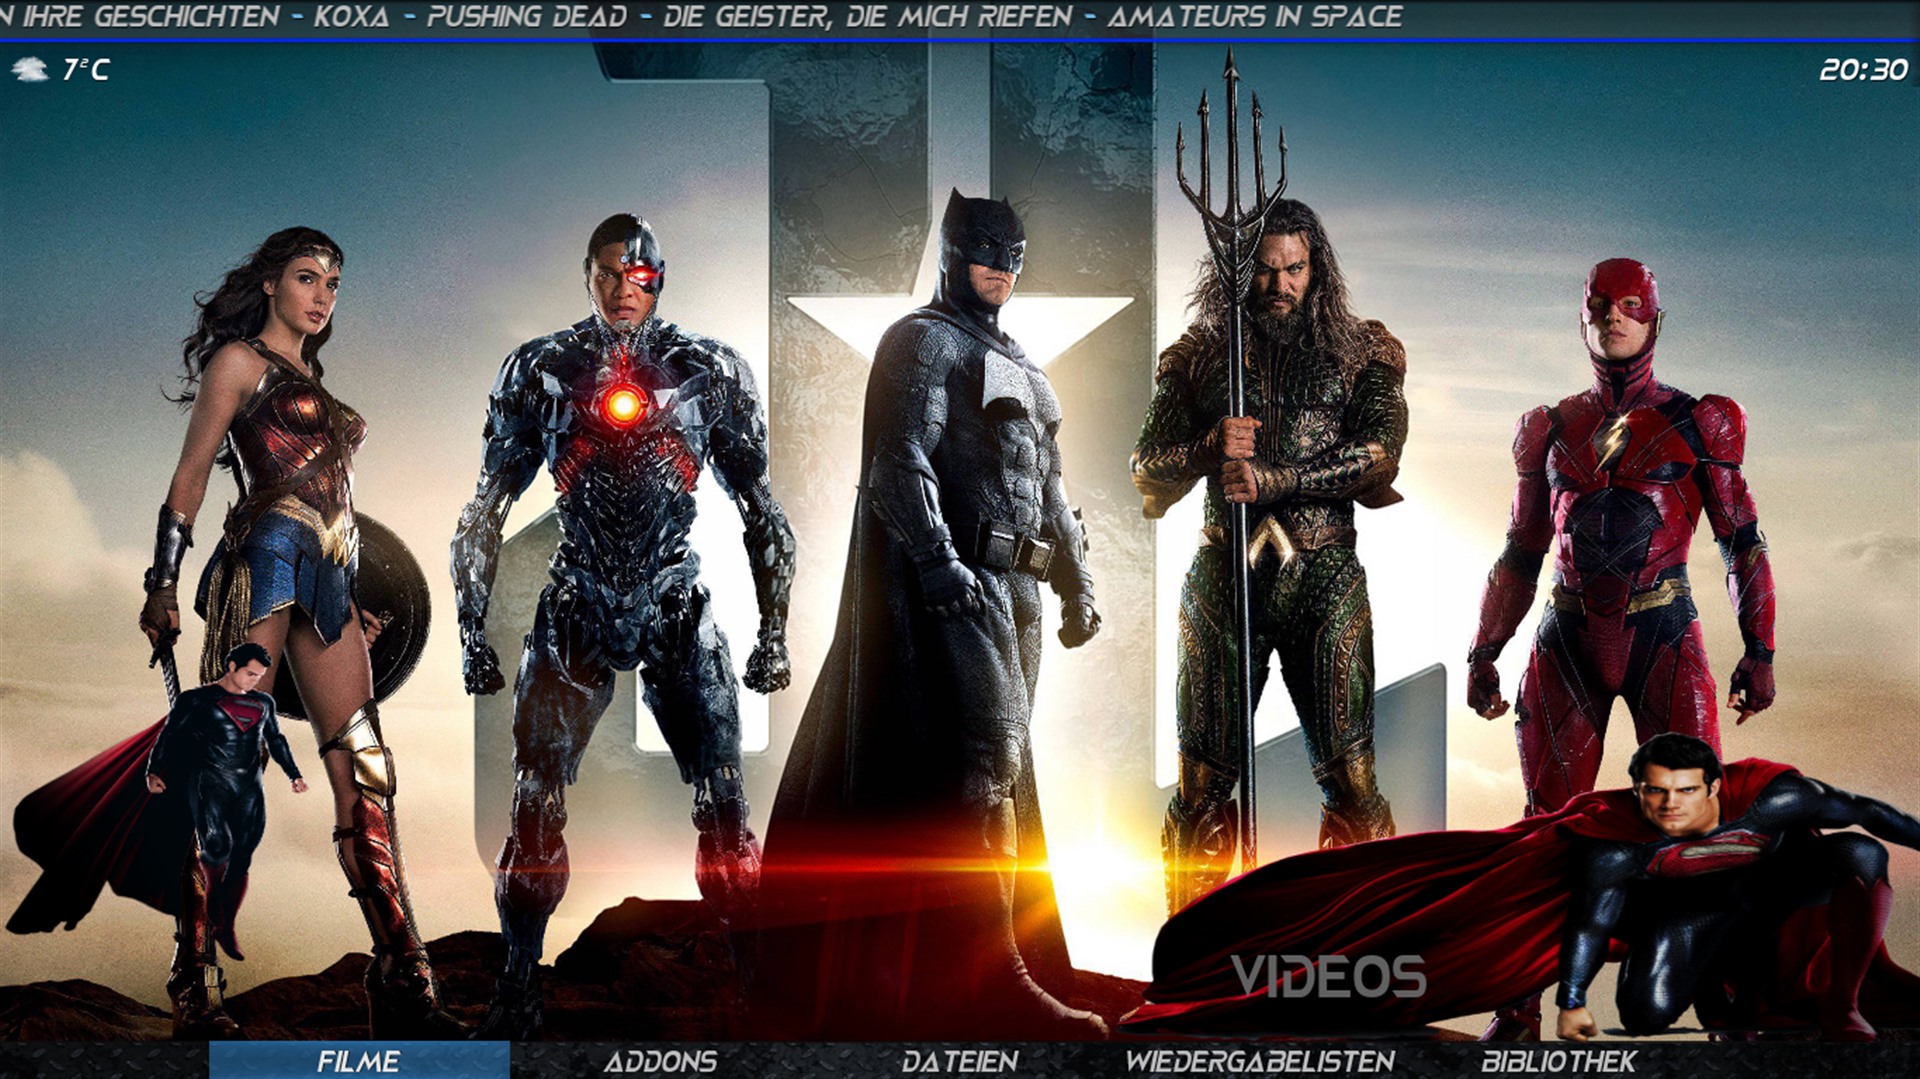 N IHRE GESCHICHTEN - KOXA - PUSHING DEAD - DIE GEISTER, DIE MICH RIEFEN - AMATEURS IN SPACE
7°C
20:30
VIDEOS
FILME ADDONS DATEIEN WIEDERGABELISTEN BIBLIOTHEK